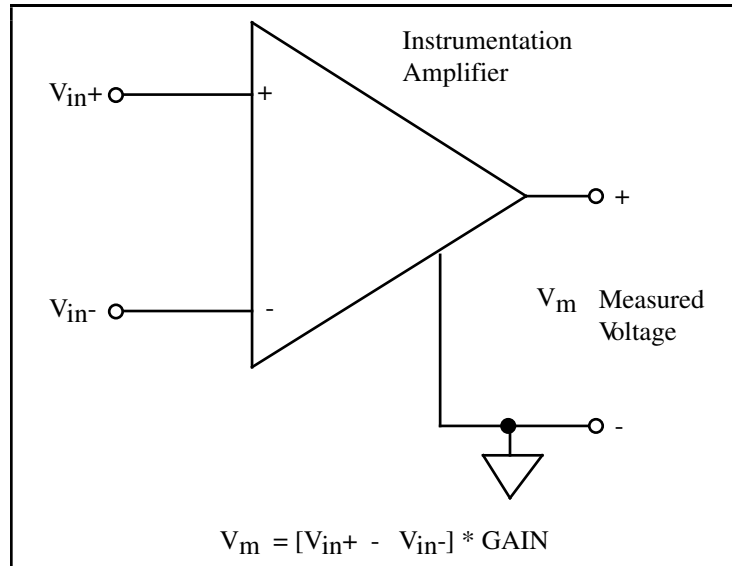 Instrumentation
Amplifier
Vin+
+
+
Vin-
-
Vm Measured
Voltage
-
Vm = [Vin+ - Vin-] * GAIN